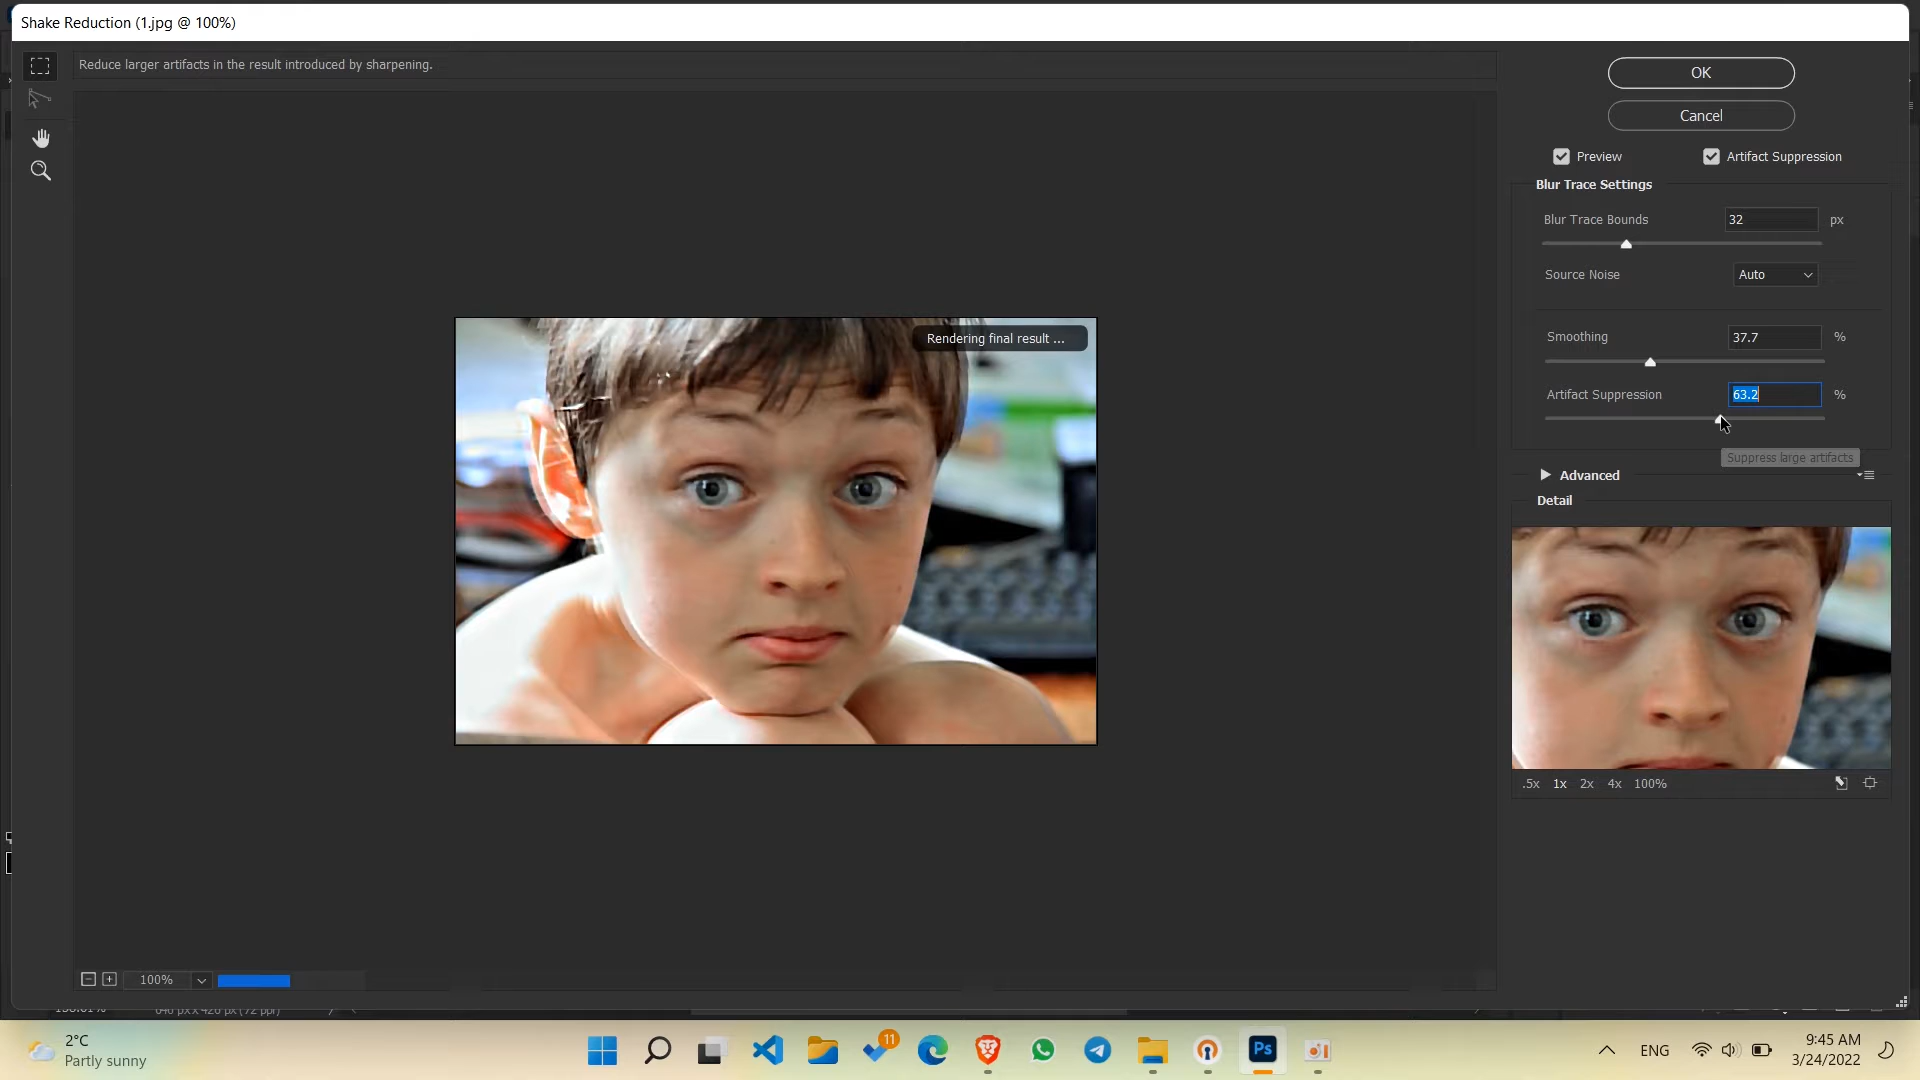 Shake Reduction (1.jpg @ 100%)
Reduce larger artifacts in the result introduced by sharpening.
OK
Cancel
Preview
Artifact Suppression
Blur Trace Settings
Blur Trace Bounds 32 px
Source Noise Auto
Rendering final result ...
Smoothing 37.7 %
Artifact Suppression 63.2 %
Suppress large artifacts
Advanced
Detail
.5x 1x 2x 4x 100%
100%
2°C
Partly sunny
11
Ps
ENG
9:45 AM
3/24/2022